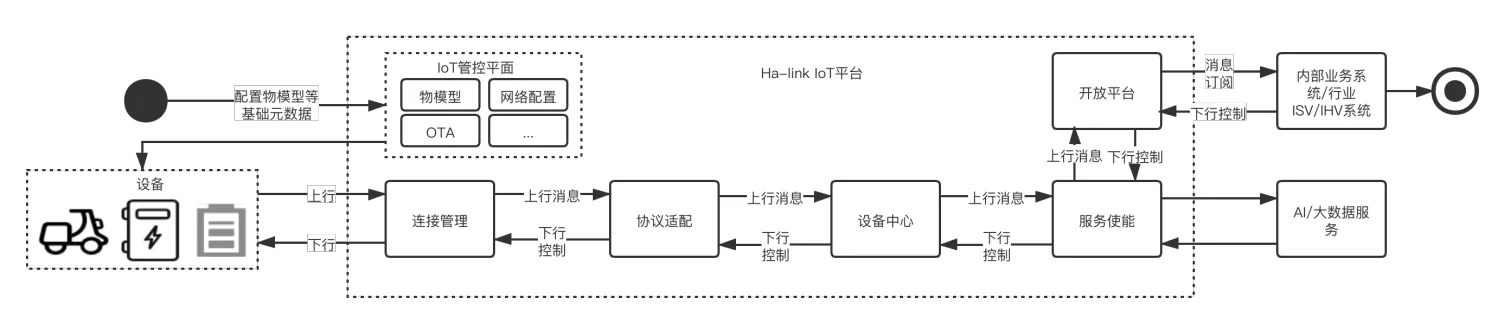 IoT管控平面
物模型
网络配置
OTA
...
配置物模型等
基础元数据
Ha-link IoT平台
开放平台
消息
订阅
下行控制
内部业务系
统/行业
ISV/IHV系统
上行消息
下行控制
设备
上行
下行
连接管理
上行消息
下行
控制
协议适配
上行消息
下行
控制
设备中心
上行消息
下行
控制
服务使能
AI/大数据服
务